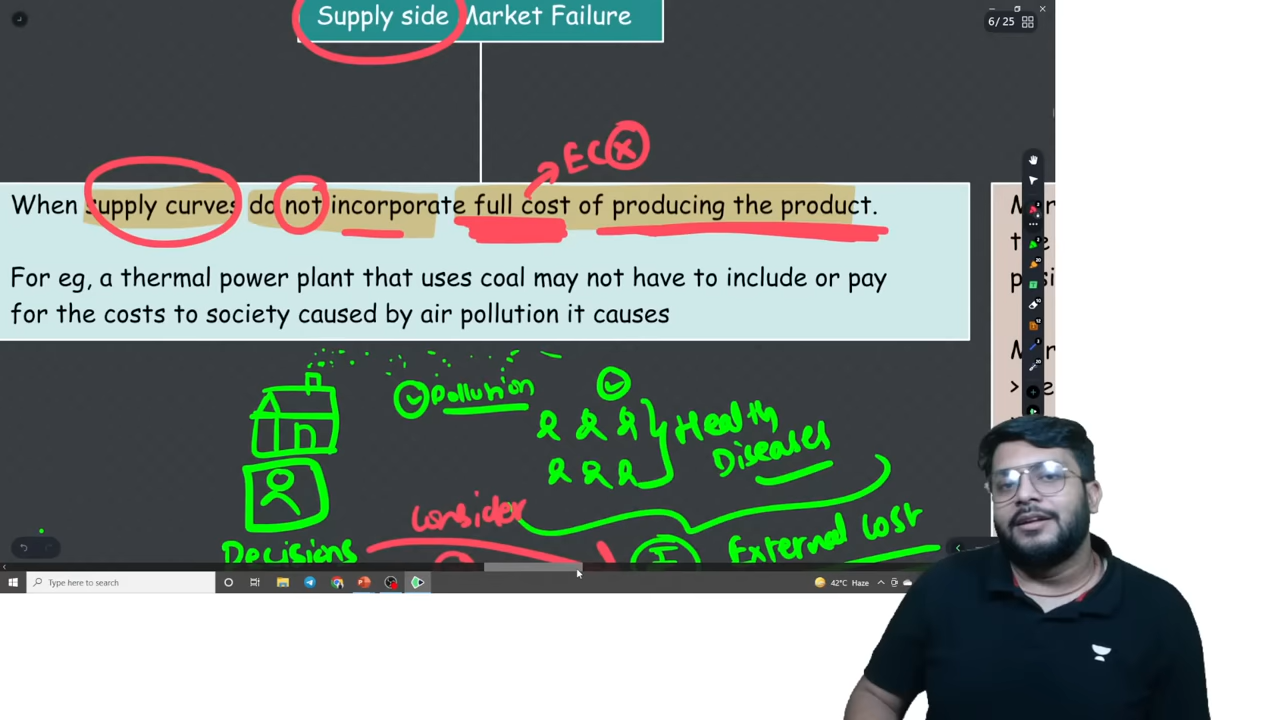 Supply side Market Failure
6/25
EC X
When supply curves do not incorporate full cost of producing the product.
For eg, a thermal power plant that uses coal may not have to include or pay
for the costs to society caused by air pollution it causes
Pollution
Health
Diseases
Consider
External Cost
Decisions
I
Type here to search
42°C Haze